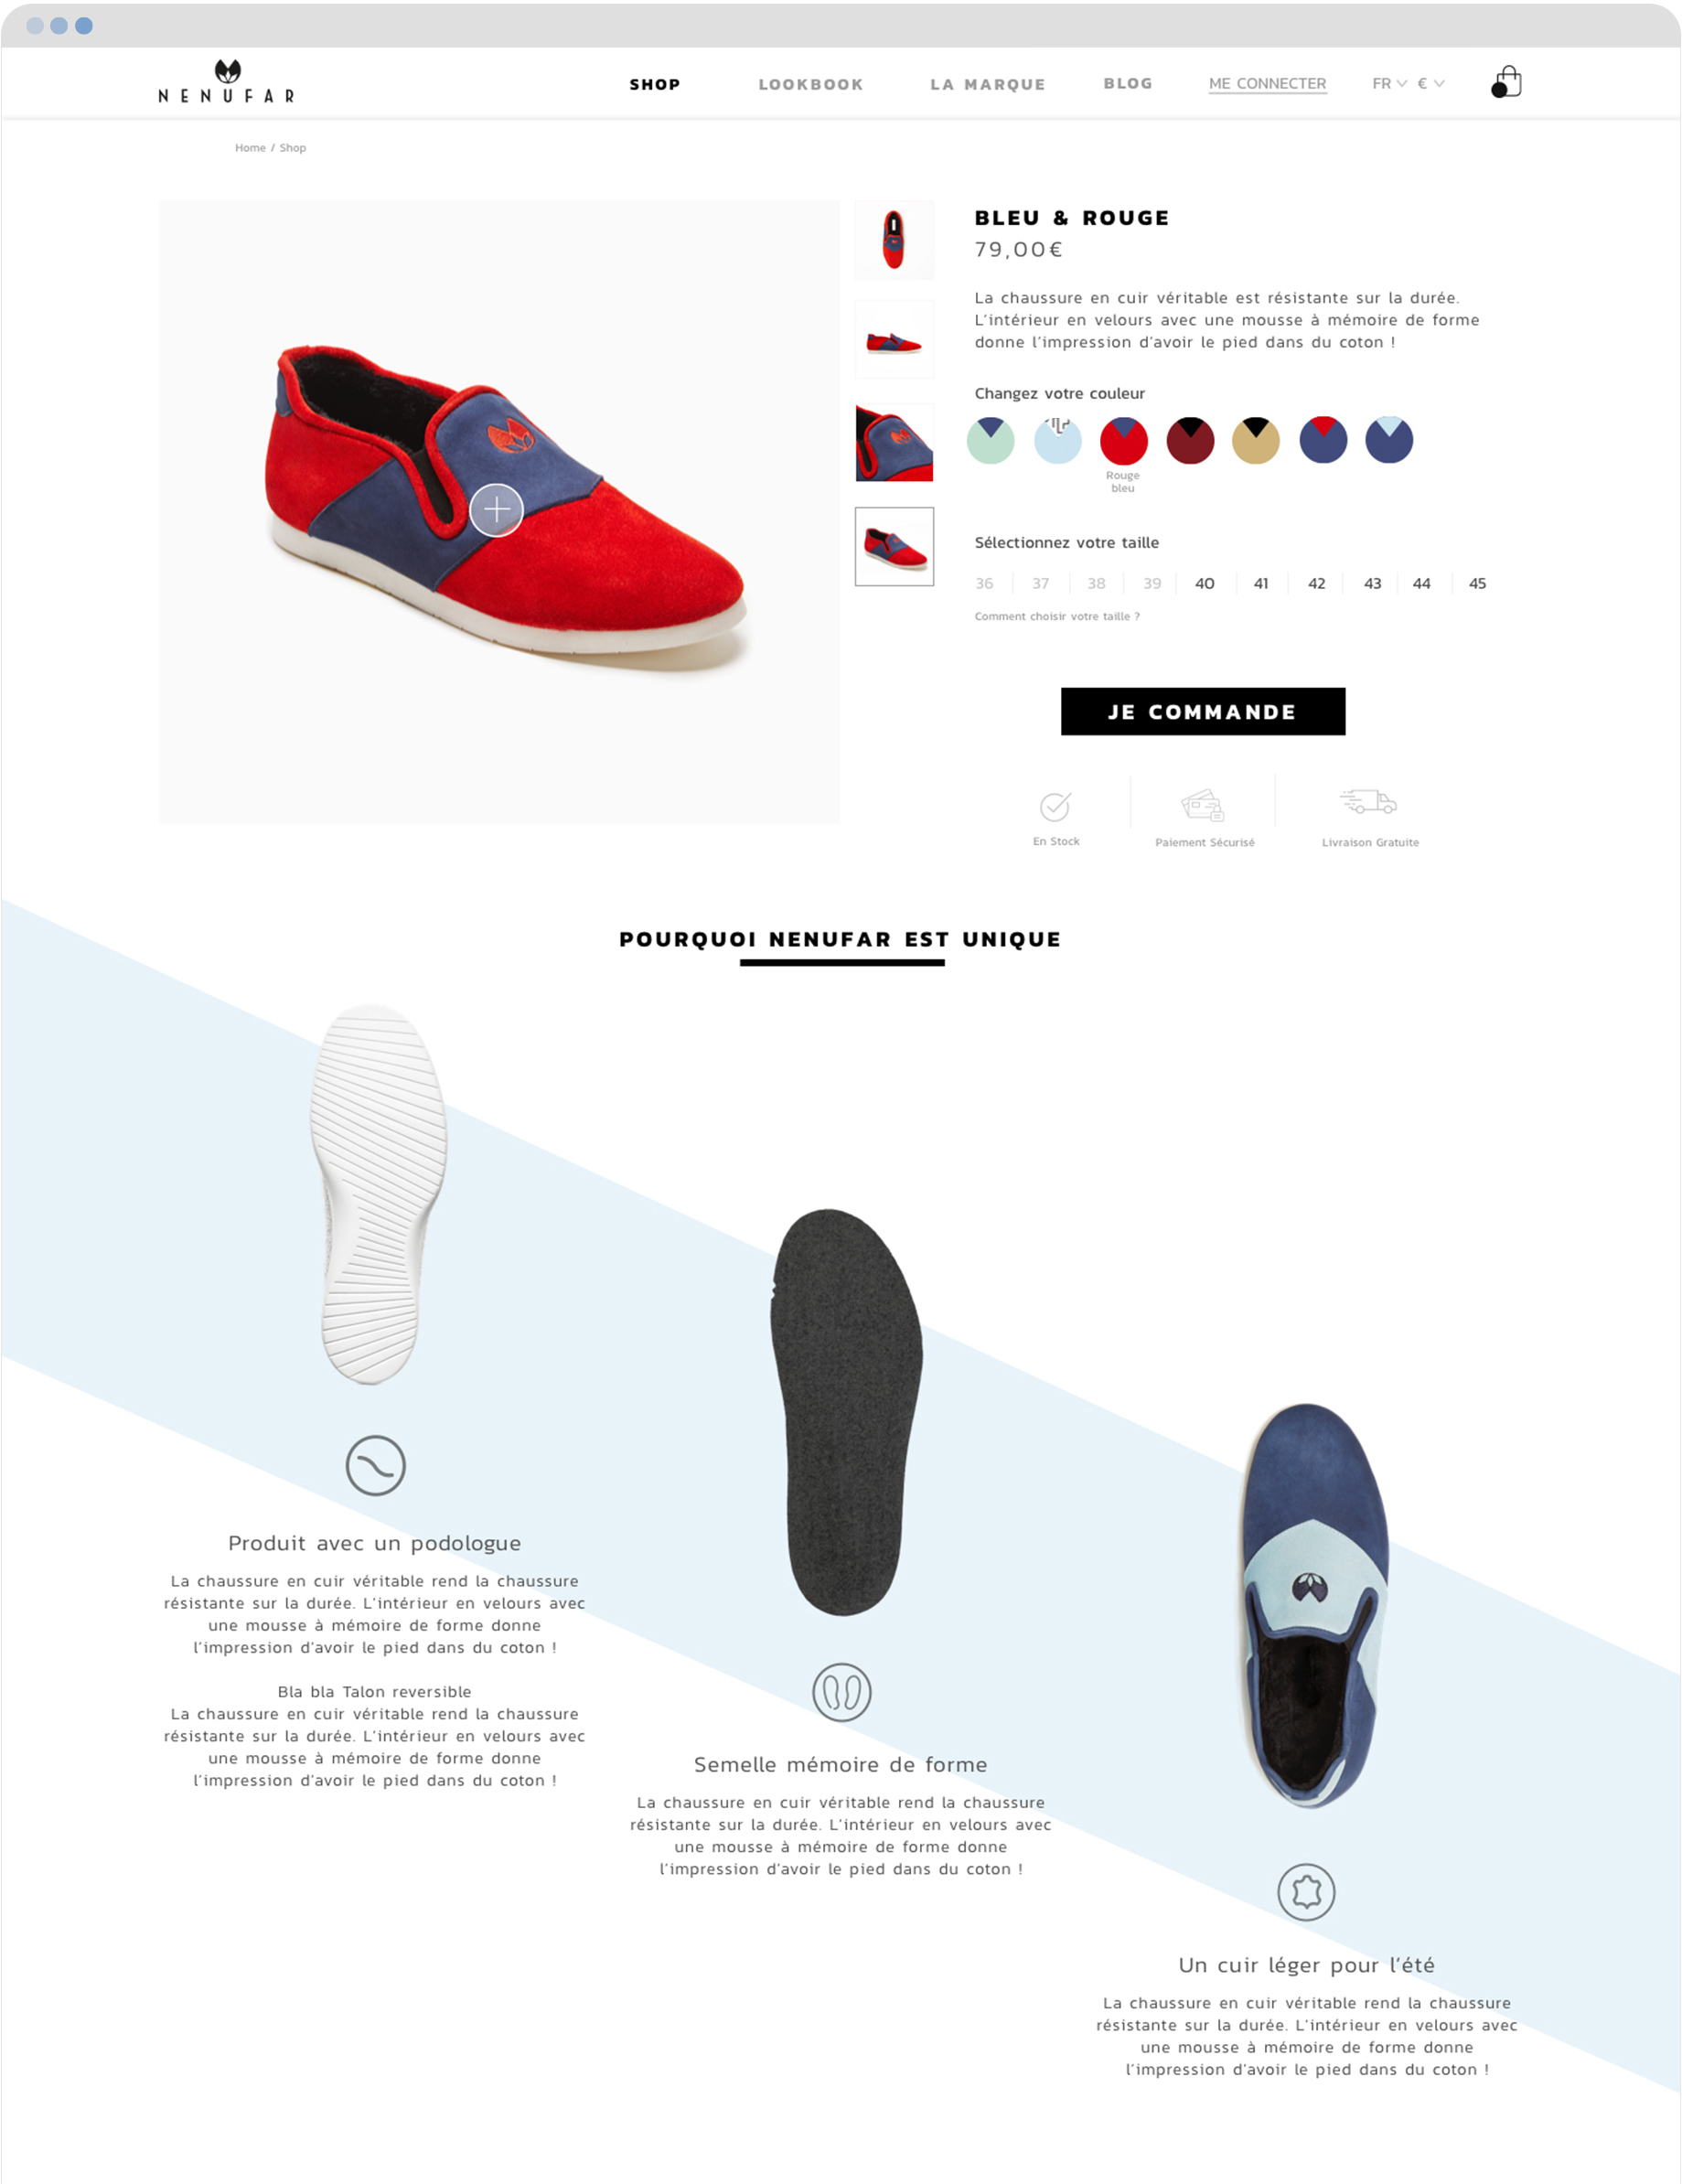 NENUFAR
SHOP
LOOKBOOK
LA MARQUE
BLOG
ME CONNECTER
FR
€
Home / Shop
BLEU & ROUGE
79,00€
La chaussure en cuir véritable est résistante sur la durée.
L'intérieur en velours avec une mousse à mémoire de forme
donne l'impression d'avoir le pied dans du coton !
Changez votre couleur
Rouge
bleu
Sélectionnez votre taille
36 37 38 39 40 41 42 43 44 45
Comment choisir votre taille ?
JE COMMANDE
En Stock
Paiement Sécurisé
Livraison Gratuite
POURQUOI NENUFAR EST UNIQUE
Produit avec un podologue
La chaussure en cuir véritable rend la chaussure
résistante sur la durée. L'intérieur en velours avec
une mousse à mémoire de forme donne
l'impression d'avoir le pied dans du coton !
Bla bla Talon reversible
La chaussure en cuir véritable rend la chaussure
résistante sur la durée. L'intérieur en velours avec
une mousse à mémoire de forme donne
l'impression d'avoir le pied dans du coton !
Semelle mémoire de forme
La chaussure en cuir véritable rend la chaussure
résistante sur la durée. L'intérieur en velours avec
une mousse à mémoire de forme donne
l'impression d'avoir le pied dans du coton !
Un cuir léger pour l'été
La chaussure en cuir véritable rend la chaussure
résistante sur la durée. L'intérieur en velours avec
une mousse à mémoire de forme donne
l'impression d'avoir le pied dans du coton !